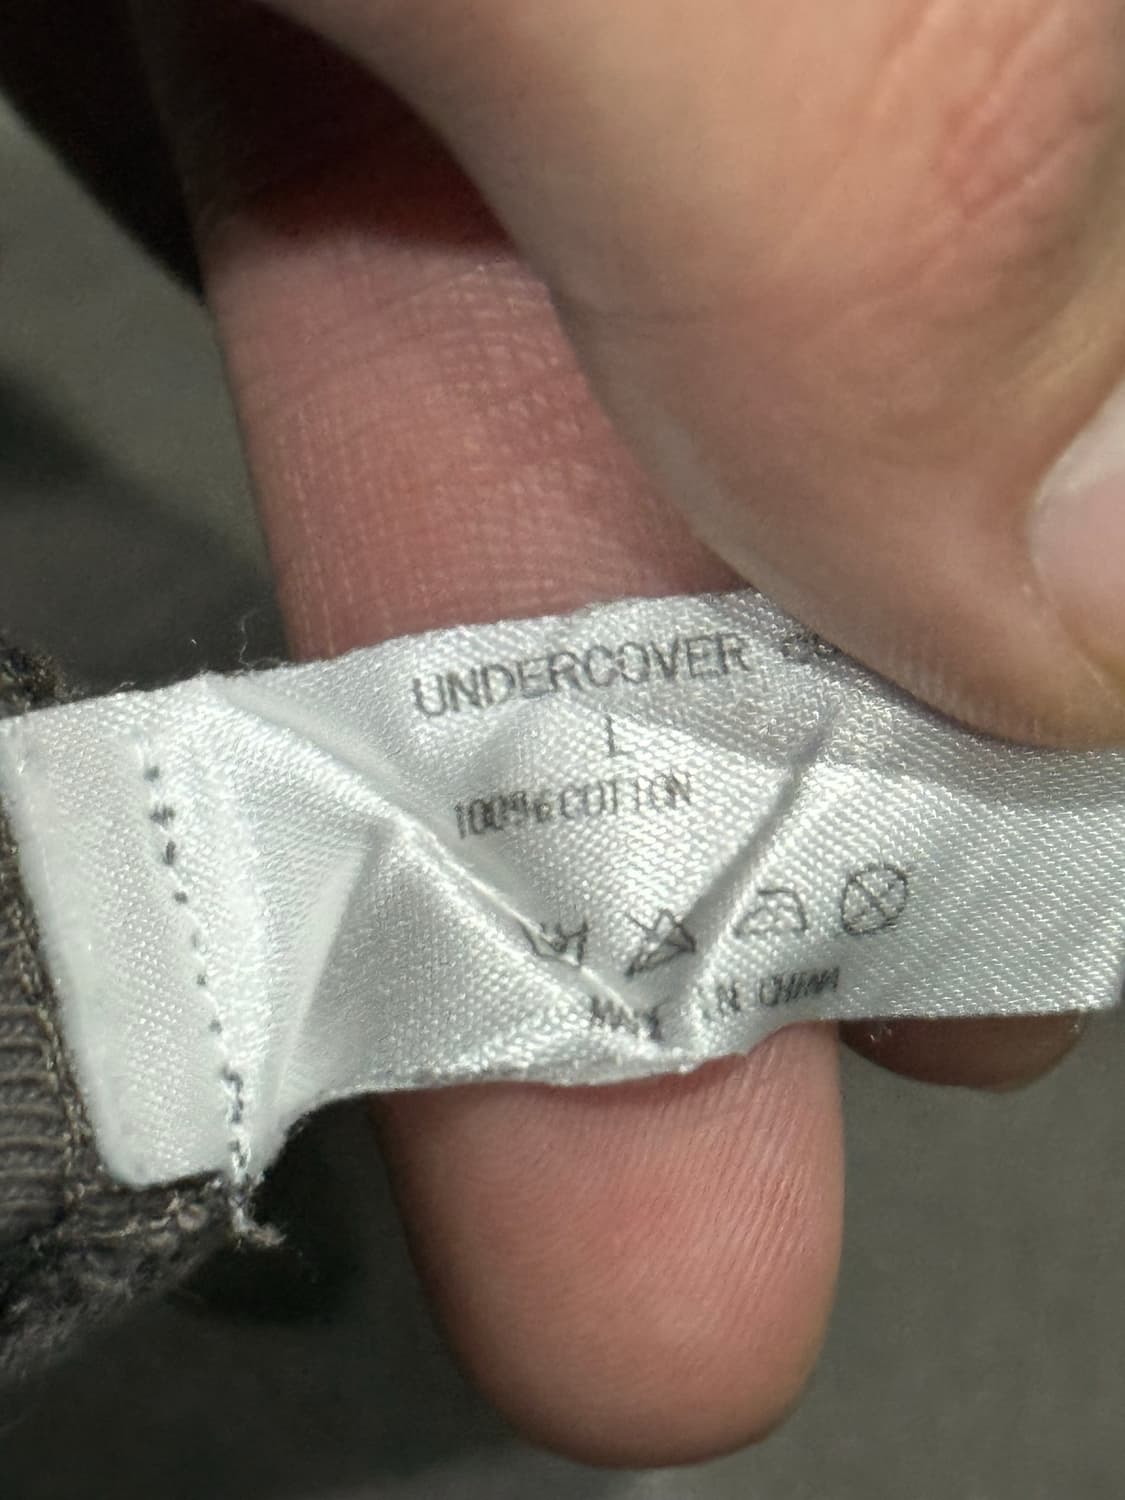 UNDERCOVER
L
100% COTTON
MADE IN CHINA